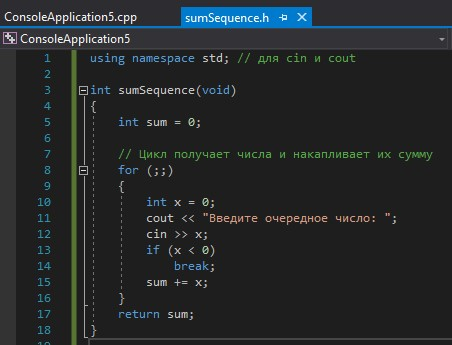 ConsoleApplication5.cpp
sumSequence.h
ConsoleApplication5
1 using namespace std; // для cin и cout
2
3 int sumSequence(void)
4 {
5 int sum = 0;
6
7 // Цикл получает числа и накапливает их сумму
8 for (;;)
9 {
10 int x = 0;
11 cout << "Введите очередное число: ";
12 cin >> x;
13 if (x < 0)
14 break;
15 sum += x;
16 }
17 return sum;
18 }
19